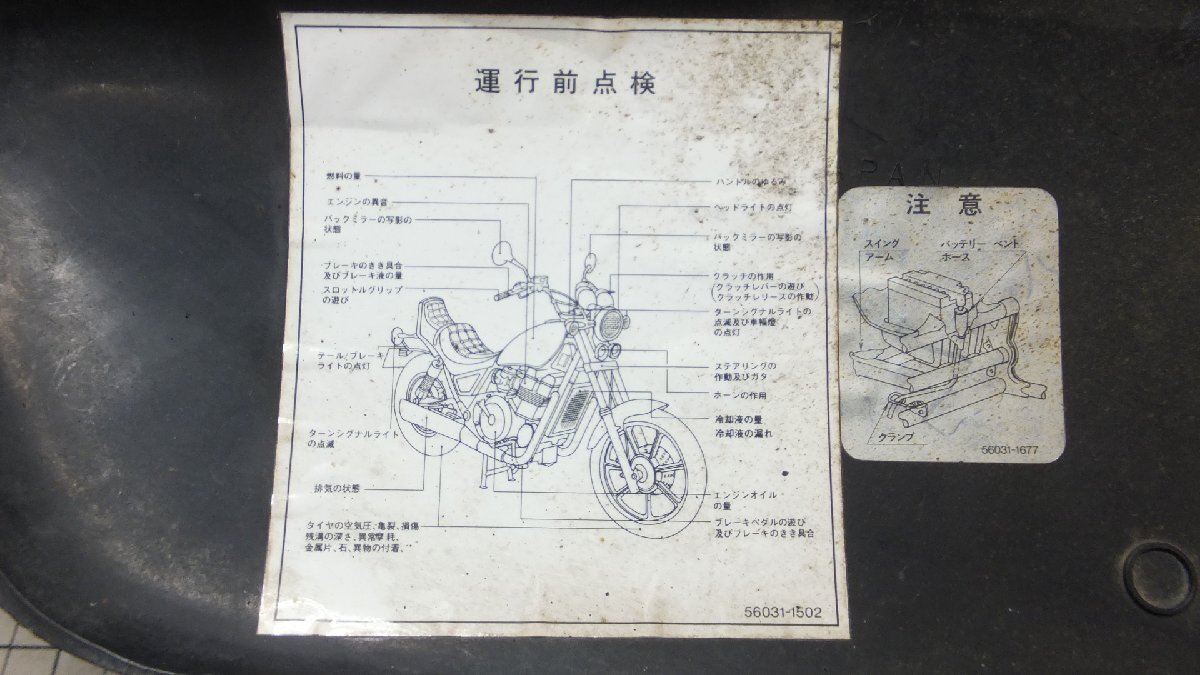 運行前点検
燃料の量
エンジンの異音
バックミラーの写影の
状態
ブレーキのきき具合
及びブレーキ液の量
スロットルグリップ
の遊び
テール/ブレーキ
ライトの点灯
ターンシグナルライト
の点滅
排気の状態
タイヤの空気圧、亀裂、損傷
残溝の深さ、異常摩耗、
金属片、石、異物の付着、
ハンドルのゆるみ
ヘッドライトの点灯
バックミラーの写影の
状態
クラッチの作用
(クラッチレバーの遊び
クラッチレリースの作動)
ターンシグナルライトの
点滅及び車幅燈
の点灯
ステアリングの
作動及びガタ
ホーンの作用
冷却液の量
冷却液の漏れ
エンジンオイル
の量
ブレーキペダルの遊び
及びブレーキのきき具合
56031-1502
PAN
注意
スイング
アーム
バッテリー ベント
ホース
クランプ
56031-1677